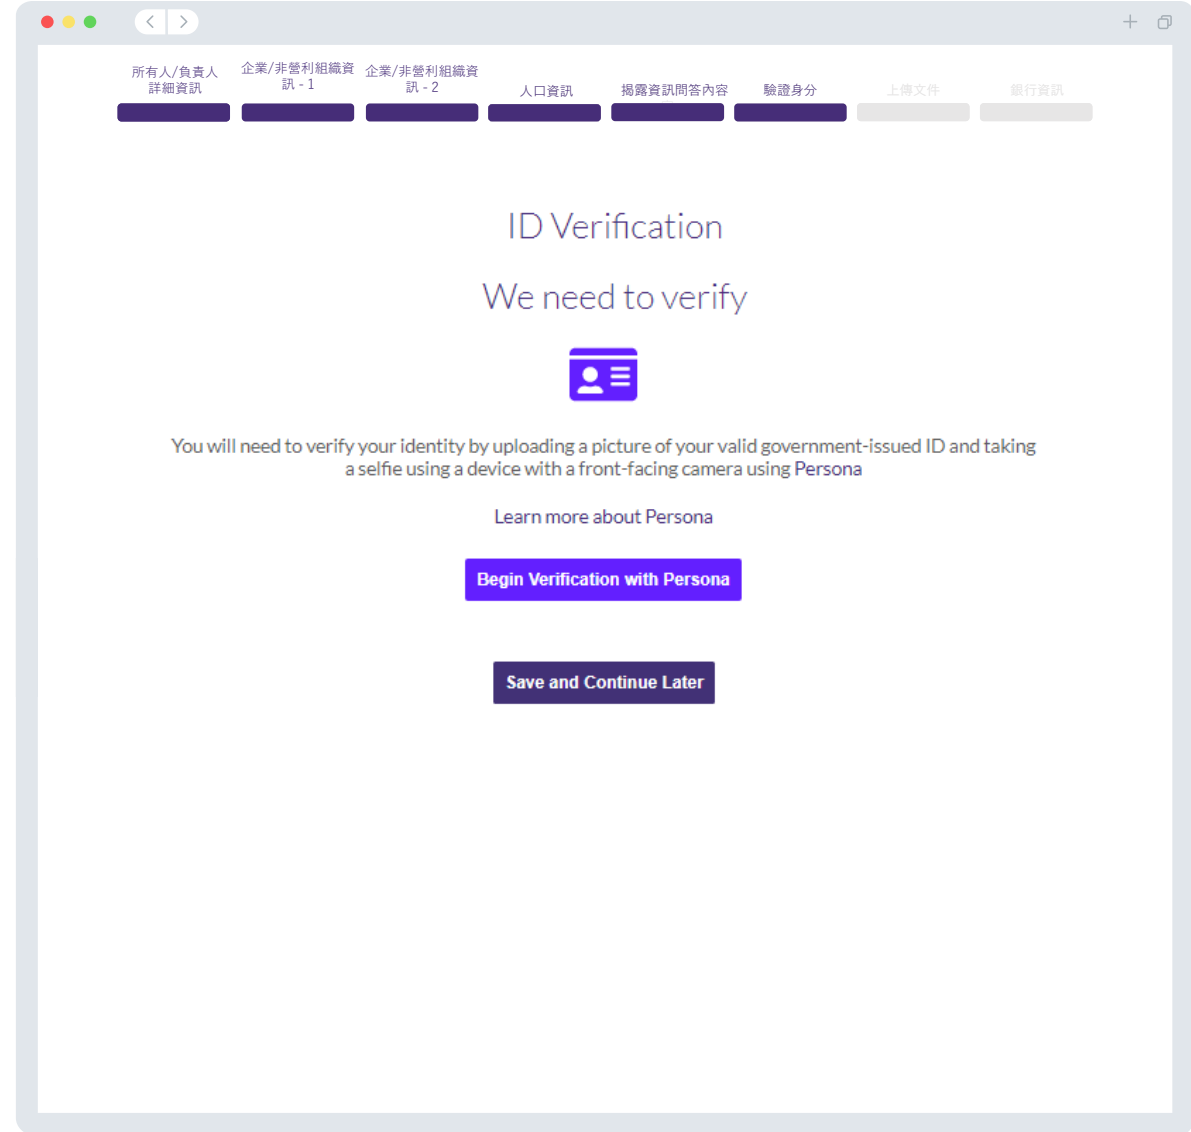 所有人/負責人
詳細資訊
企業/非營利組織資
訊 - 1
企業/非營利組織資
訊 - 2
人口資訊
揭露資訊問答內容
驗證身分
上傳文件
銀行資訊
ID Verification
We need to verify
You will need to verify your identity by uploading a picture of your valid government-issued ID and taking
a selfie using a device with a front-facing camera using Persona
Learn more about Persona
Begin Verification with Persona
Save and Continue Later